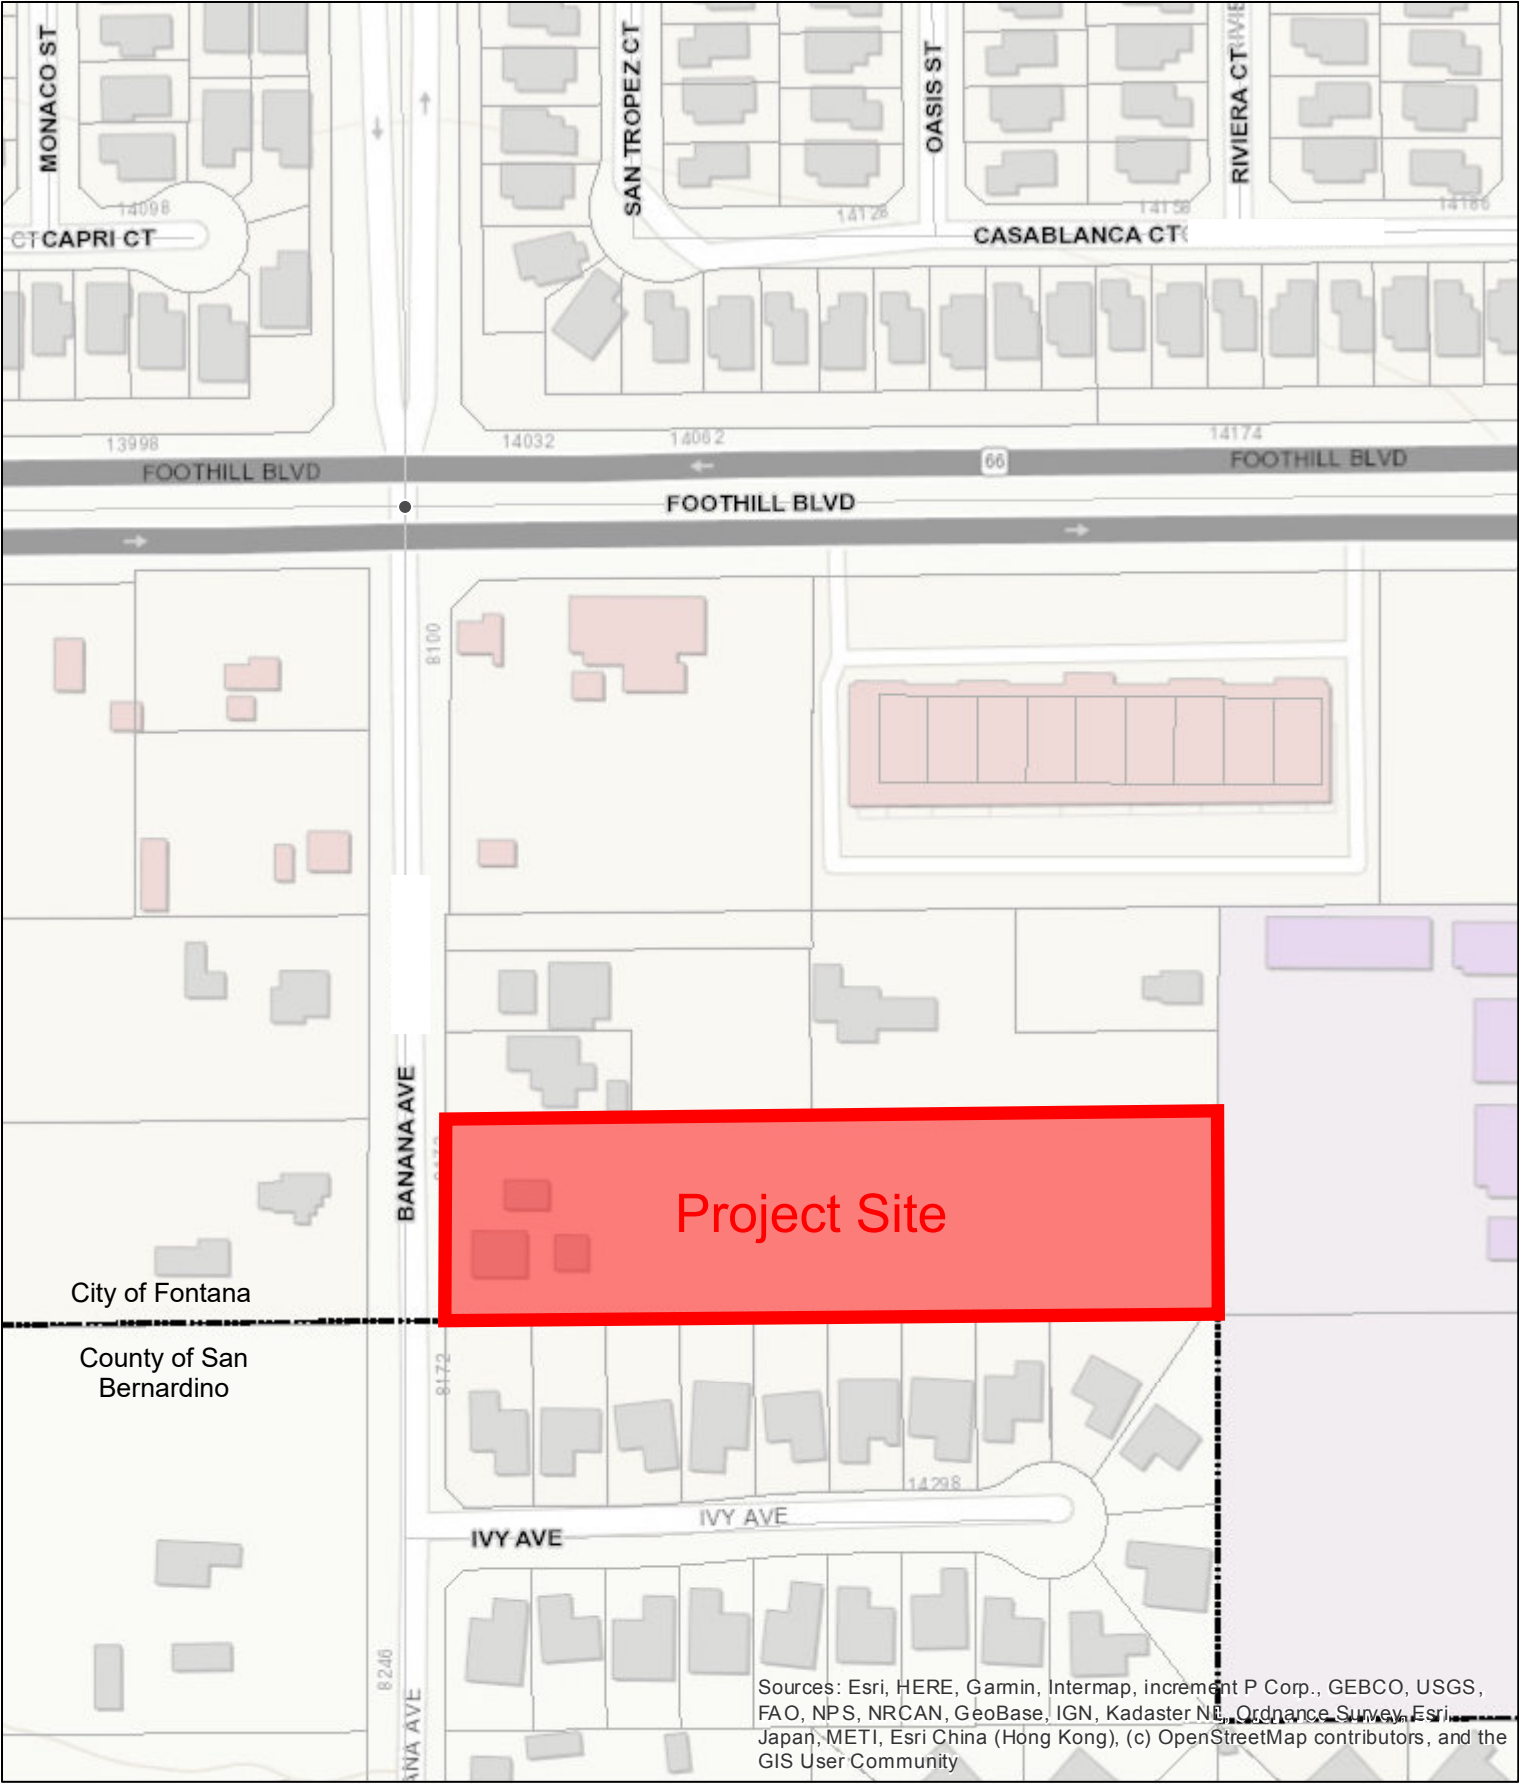 MONACO ST
SAN TROPEZ CT
OASIS ST
RIVIERA CT
14098
14128
14158
14186
CT
CAPRI CT
CASABLANCA CT
13998
14032
14062
14174
FOOTHILL BLVD
66
FOOTHILL BLVD
FOOTHILL BLVD
8100
BANANA AVE
Project Site
City of Fontana
County of San
Bernardino
8172
14298
IVY AVE
IVY AVE
8246
ANA AVE
Sources: Esri, HERE, Garmin, Intermap, increment P Corp., GEBCO, USGS,
FAO, NPS, NRCAN, GeoBase, IGN, Kadaster NL, Ordnance Survey, Esri
Japan, METI, Esri China (Hong Kong), (c) OpenStreetMap contributors, and the
GIS User Community